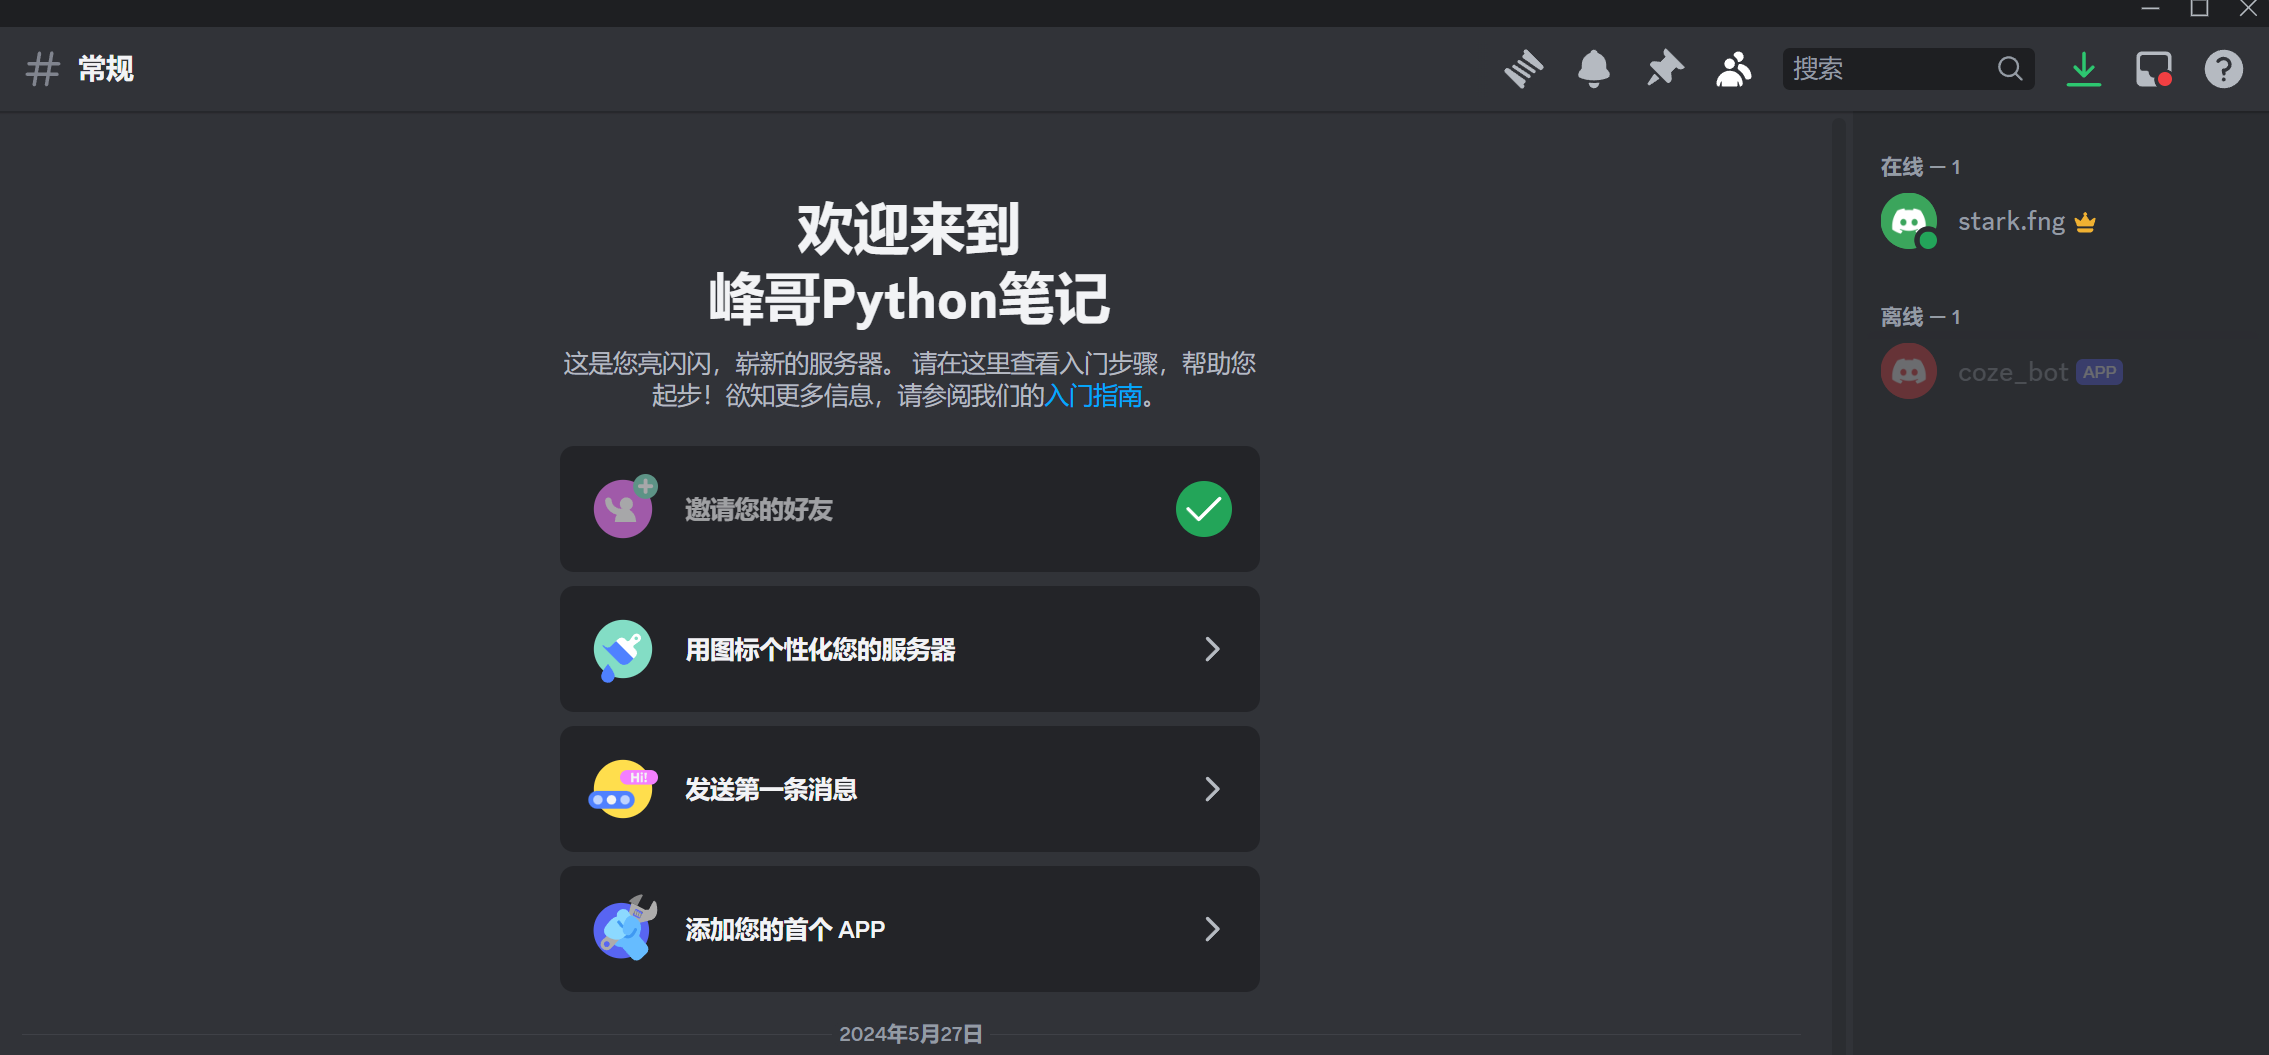 # 常规
搜索
欢迎来到
峰哥Python笔记
这是您亮闪闪，崭新的服务器。 请在这里查看入门步骤，帮助您
起步！欲知更多信息，请参阅我们的入门指南。
邀请您的好友
用图标个性化您的服务器
Hi!
发送第一条消息
添加您的首个 APP
2024年5月27日
在线 — 1
stark.fng
离线 — 1
coze_bot APP